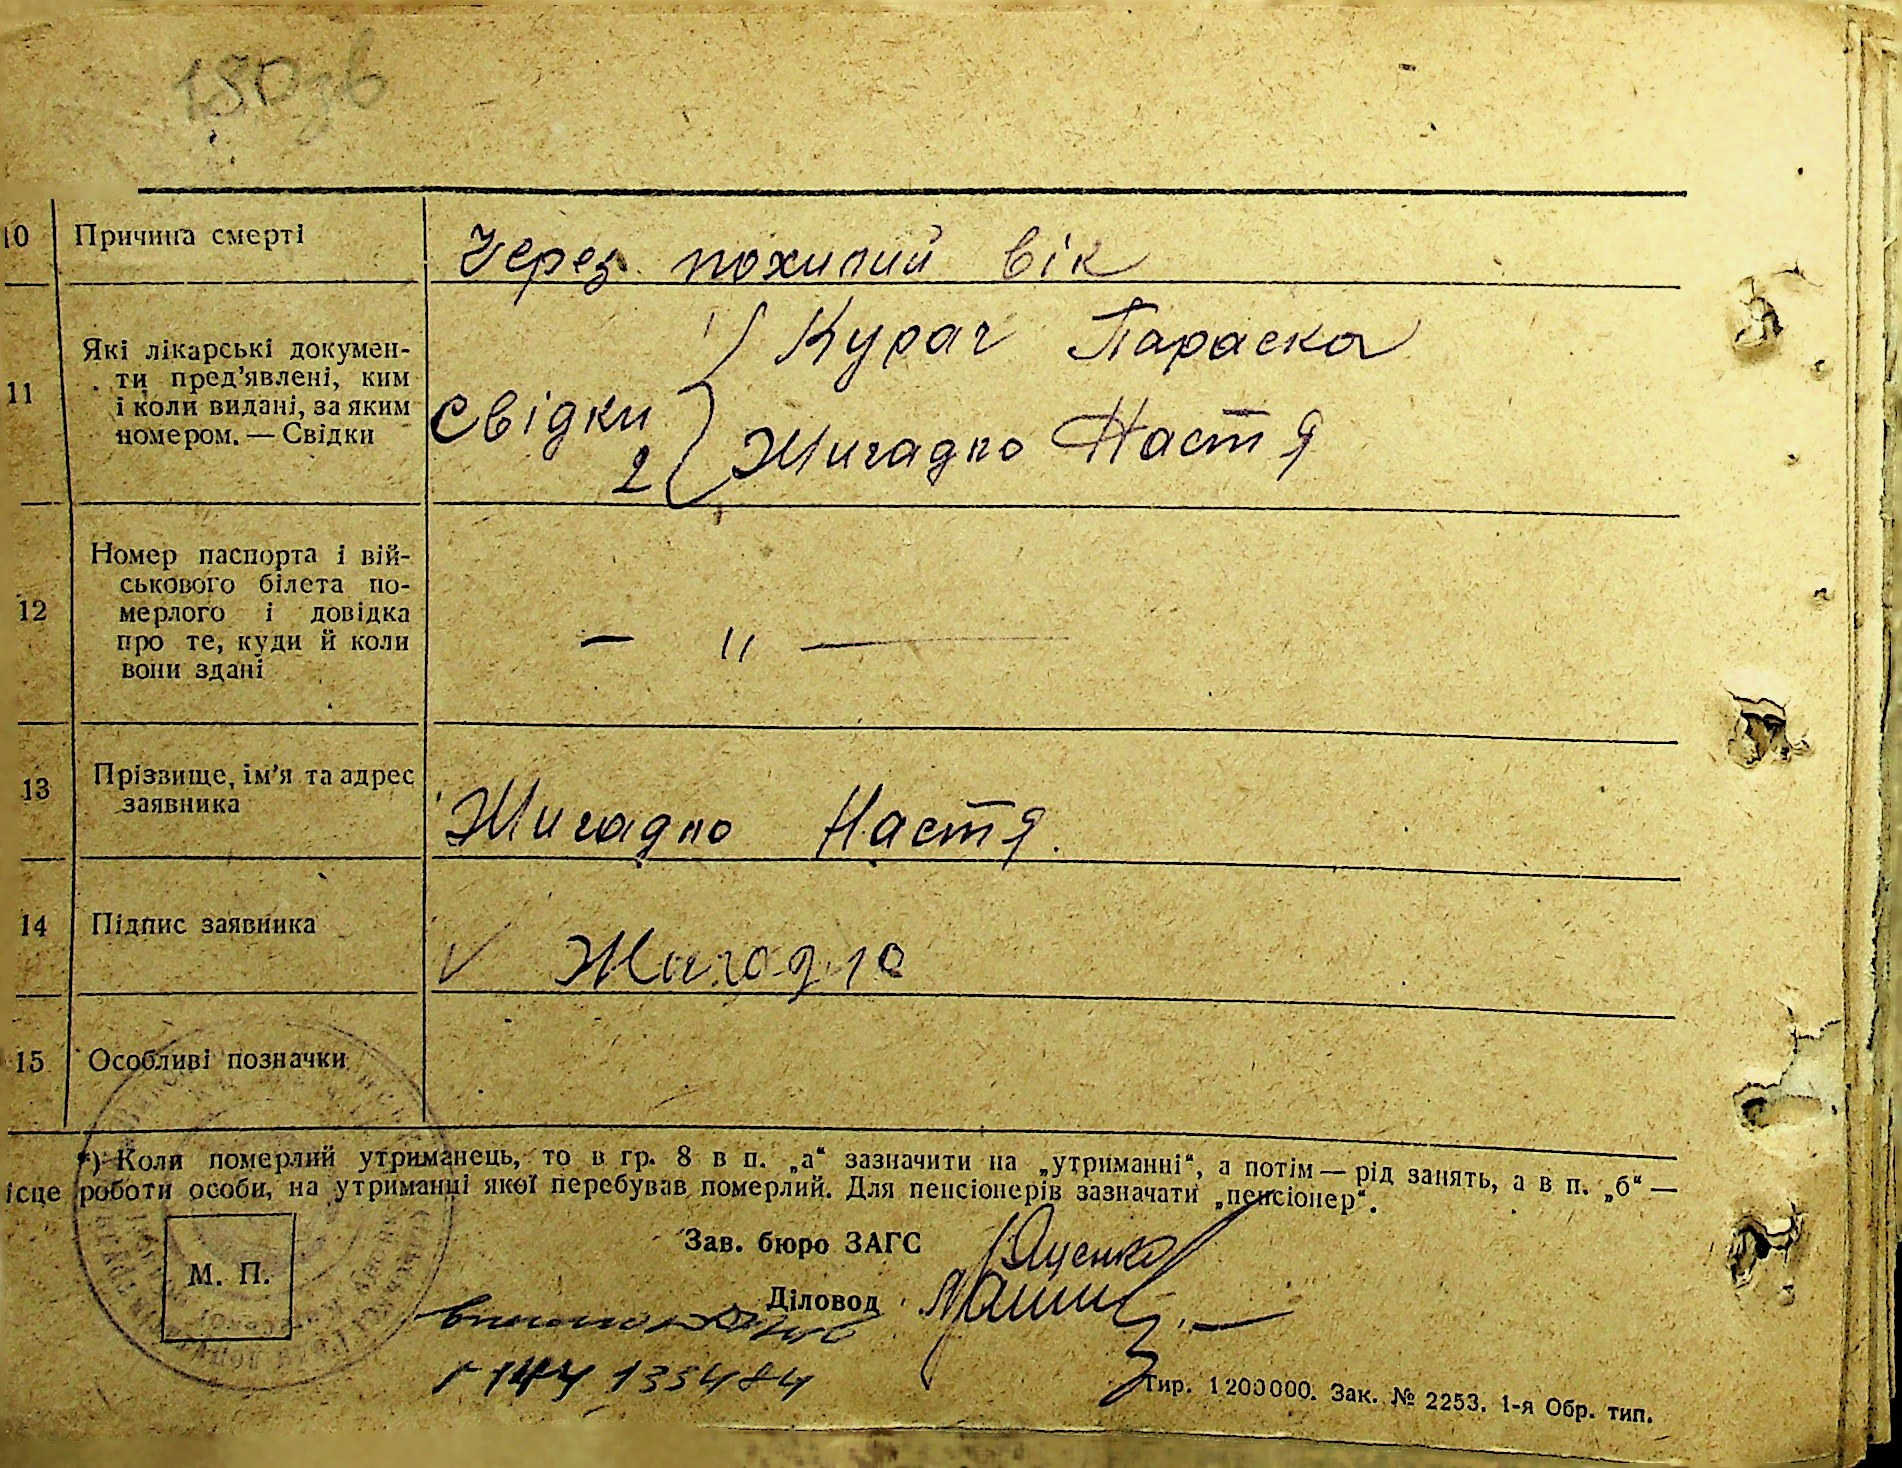 180 зв
10 Причина смерті Через похилий вік
11 Які лікарські докумен-
ти пред'явлені, ким
і коли видані, за яким
номером. — Свідки
Свідки
1) Курач Параска
2 Жигадло Настя
12 Номер паспорта і вій-
ськового білета по-
мерлого і довідка
про те, куди й коли
вони здані
— " —
13 Прізвище, ім'я та адрес
заявника
Жигадло Настя.
14 Підпис заявника
V Жигадло
15 Особливі позначки
*) Коли померлий утриманець, то в гр. 8 в п. „а“ зазначити на „утриманні“, а потім — рід занять, а в п. „б“ —
ісце роботи особи, на утриманці якої перебував померлий. Для пенсіонерів зазначати „пенсіонер“.
Зав. бюро ЗАГС Яценко
М. П.
Діловод
135484
Тир. 1200000. Зак. № 2253. 1-я Обр. тип.